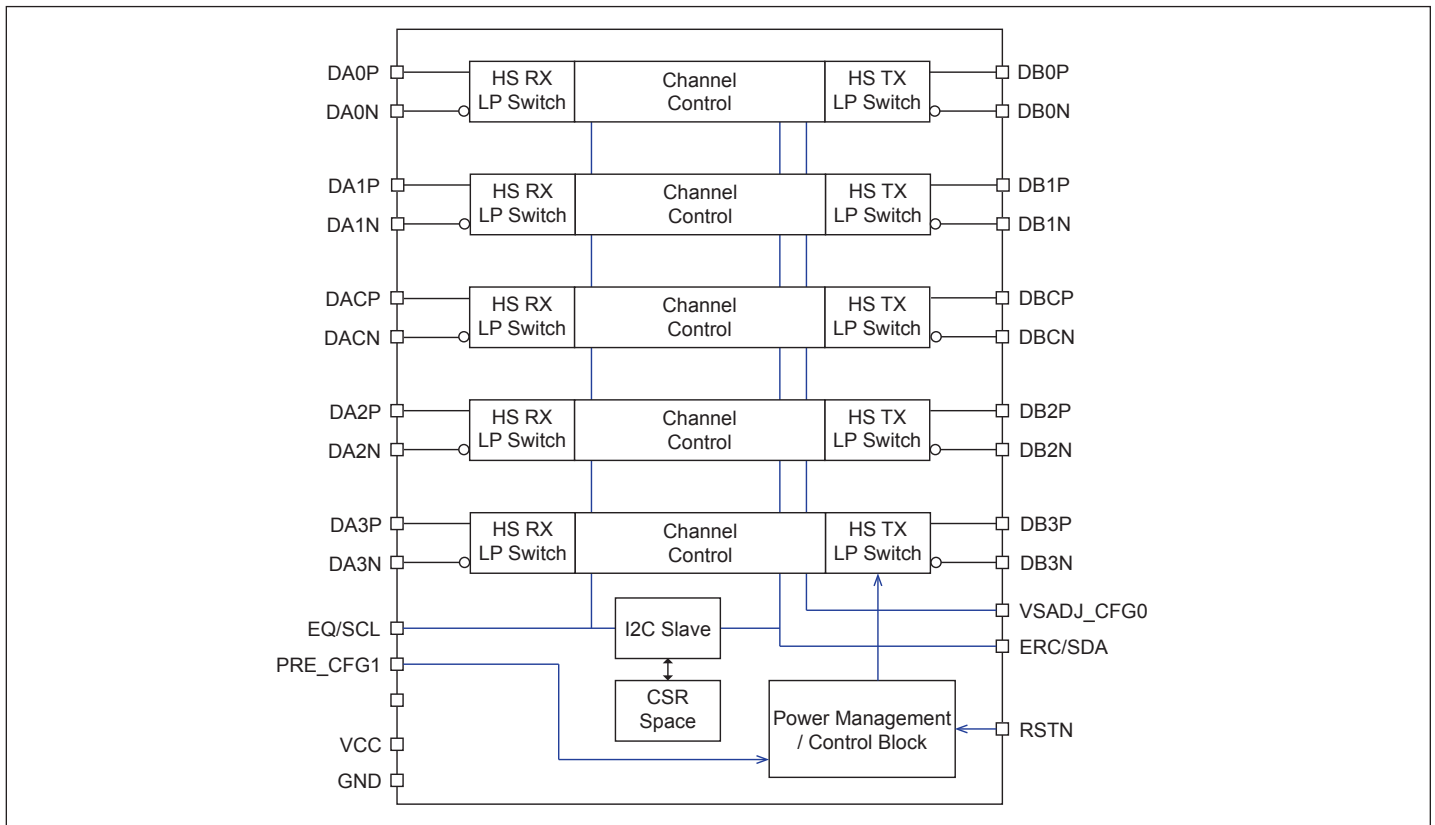 DA0P
HS RX
LP Switch
Channel
Control
HS TX
LP Switch
DB0P
DA0N
DB0N
DA1P
HS RX
LP Switch
Channel
Control
HS TX
LP Switch
DB1P
DA1N
DB1N
DACP
HS RX
LP Switch
Channel
Control
HS TX
LP Switch
DBCP
DACN
DBCN
DA2P
HS RX
LP Switch
Channel
Control
HS TX
LP Switch
DB2P
DA2N
DB2N
DA3P
HS RX
LP Switch
Channel
Control
HS TX
LP Switch
DB3P
DA3N
DB3N
VSADJ_CFG0
EQ/SCL
I2C Slave
ERC/SDA
PRE_CFG1
CSR
Space
Power Management
/ Control Block
RSTN
VCC
GND